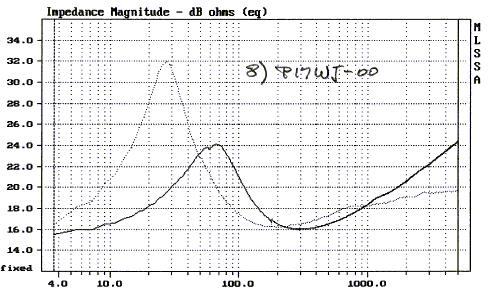 Impedance Magnitude - dB ohms (eq)
M
L
S
S
A
34.0
32.0
8) P17WJ-00
30.0
28.0
26.0
24.0
22.0
20.0
18.0
16.0
14.0
fixed
4.0 10.0 100.0 1000.0